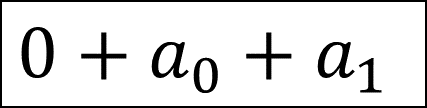 0 + a₀ + a₁